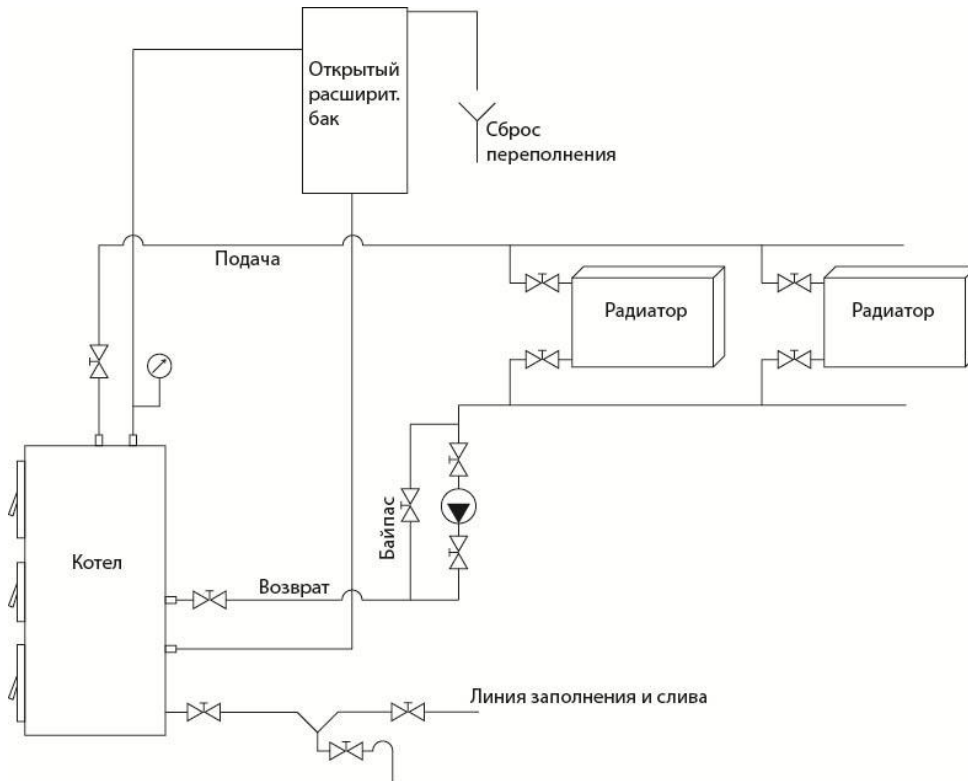 Открытый
расширит.
бак
Сброс
переполнения
Подача
Радиатор
Радиатор
Байпас
Котел
Возврат
Линия заполнения и слива